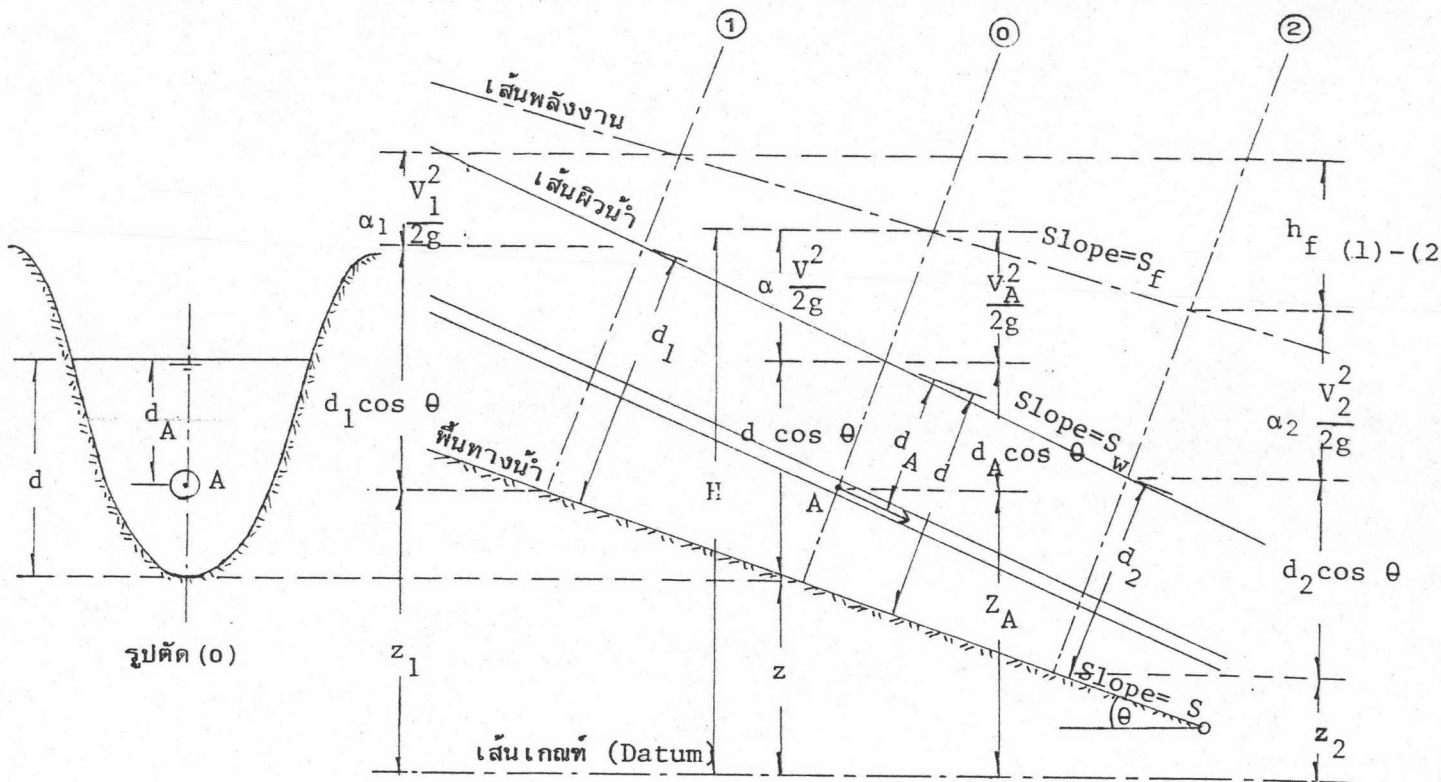 ①
⓪
②
เส้นพลังงาน
เส้นผิวน้ำ
พื้นทางน้ำ
α₁ V₁²/2g
d₁cos θ
z₁
d
d_A
A
รูปตัด (o)
d₁
H
α V²/2g
d cos θ
z
V_A²/2g
d_A cos θ
Z_A
A
d_A
d
Slope=S_f
Slope=S_w
d₂
h_f (1)-(2
α₂ V₂²/2g
d₂cos θ
z₂
Slope= S
θ
เส้นเกณฑ์ (Datum)